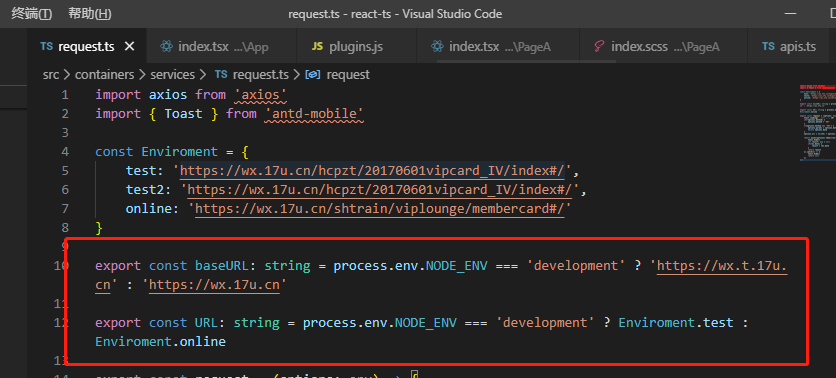 终端(T) 帮助(H) request.ts - react-ts - Visual Studio Code
TS request.ts × index.tsx ...\App JS plugins.js index.tsx ...\PageA index.scss ...\PageA TS apis.ts
src > containers > services > TS request.ts > request
1 import axios from 'axios'
2 import { Toast } from 'antd-mobile'
3
4 const Enviroment = {
5 test: 'https://wx.17u.cn/hcpzt/20170601vipcard_IV/index#/',
6 test2: 'https://wx.17u.cn/hcpzt/20170601vipcard_IV/index#/',
7 online: 'https://wx.17u.cn/shtrain/viplounge/membercard#/'
8 }
9
10 export const baseURL: string = process.env.NODE_ENV === 'development' ? 'https://wx.t.17u.
cn' : 'https://wx.17u.cn'
11
12 export const URL: string = process.env.NODE_ENV === 'development' ? Enviroment.test :
Enviroment.online
13